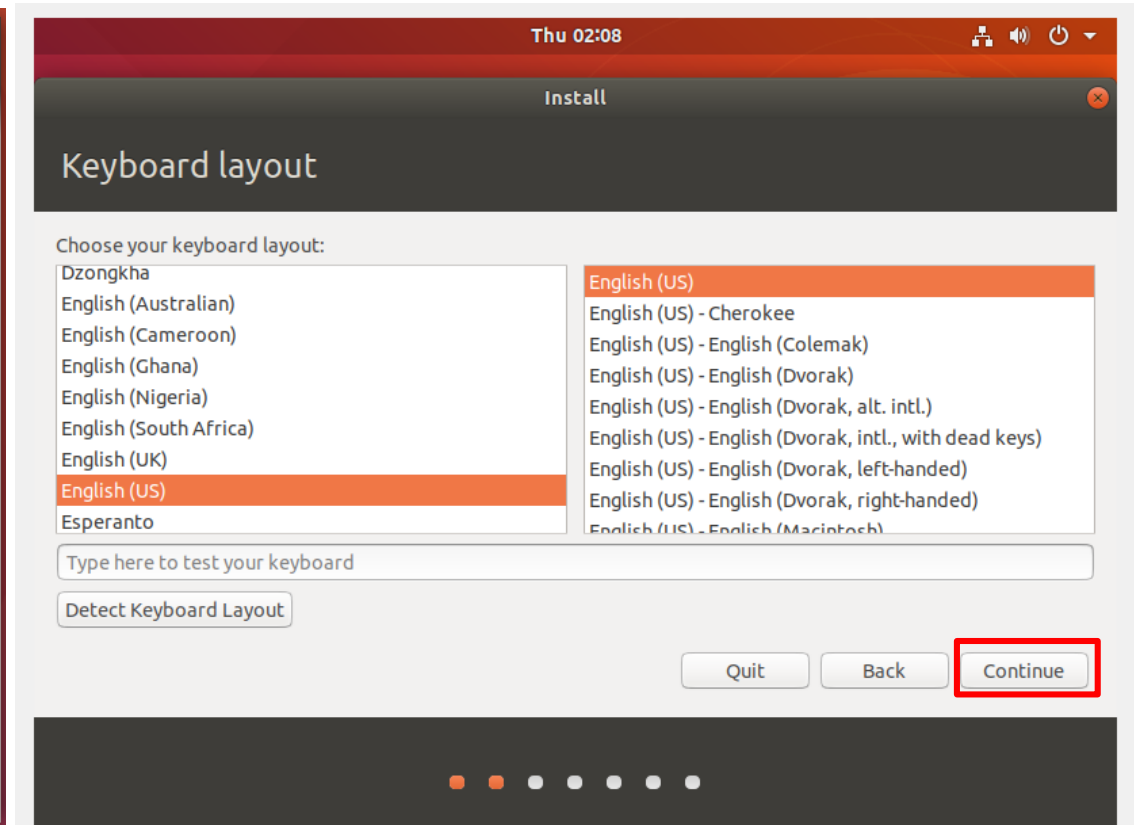 Thu 02:08
Install
Keyboard layout
Choose your keyboard layout:
Dzongkha
English (Australian)
English (Cameroon)
English (Ghana)
English (Nigeria)
English (South Africa)
English (UK)
English (US)
Esperanto
English (US)
English (US) - Cherokee
English (US) - English (Colemak)
English (US) - English (Dvorak)
English (US) - English (Dvorak, alt. intl.)
English (US) - English (Dvorak, intl., with dead keys)
English (US) - English (Dvorak, left-handed)
English (US) - English (Dvorak, right-handed)
English (US) - English (Macintosh)
Type here to test your keyboard
Detect Keyboard Layout
Quit Back Continue